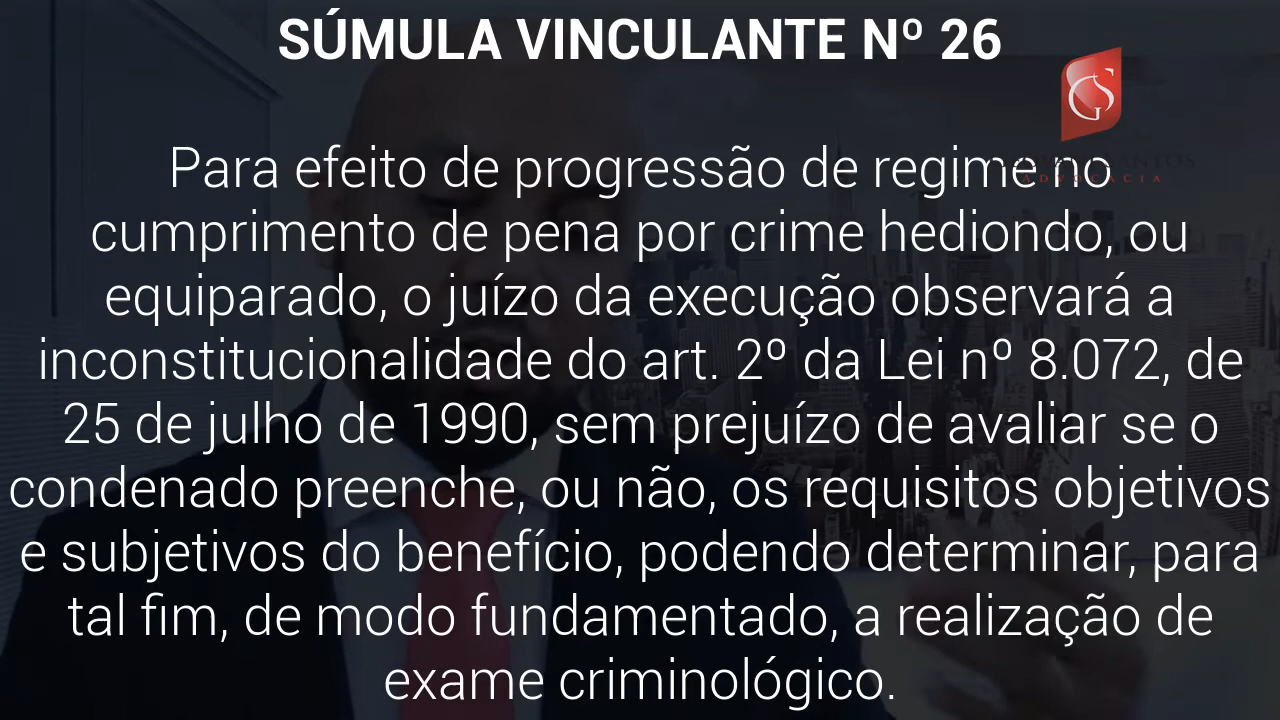 SÚMULA VINCULANTE Nº 26
GS
Para efeito de progressão de regime no
ADVOCACIA
cumprimento de pena por crime hediondo, ou
equiparado, o juízo da execução observará a
inconstitucionalidade do art. 2º da Lei nº 8.072, de
25 de julho de 1990, sem prejuízo de avaliar se o
condenado preenche, ou não, os requisitos objetivos
e subjetivos do benefício, podendo determinar, para
tal fim, de modo fundamentado, a realização de
exame criminológico.